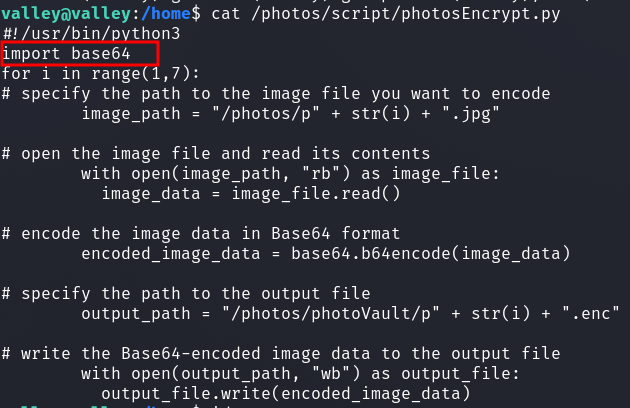 valley@valley:/home$ cat /photos/script/photosEncrypt.py
#!/usr/bin/python3
import base64
for i in range(1,7):
# specify the path to the image file you want to encode
        image_path = "/photos/p" + str(i) + ".jpg"

# open the image file and read its contents
        with open(image_path, "rb") as image_file:
          image_data = image_file.read()

# encode the image data in Base64 format
        encoded_image_data = base64.b64encode(image_data)

# specify the path to the output file
        output_path = "/photos/photoVault/p" + str(i) + ".enc"

# write the Base64-encoded image data to the output file
        with open(output_path, "wb") as output_file:
          output_file.write(encoded_image_data)